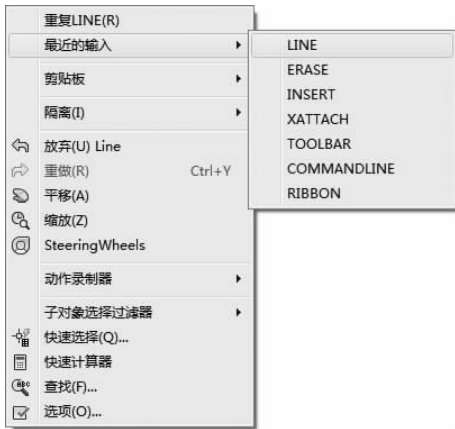 重复LINE(R)
最近的输入
剪贴板
隔离(I)
放弃(U) Line
重做(R) Ctrl+Y
平移(A)
缩放(Z)
SteeringWheels
动作录制器
子对象选择过滤器
快速选择(Q)...
快速计算器
查找(F)...
选项(O)...
LINE
ERASE
INSERT
XATTACH
TOOLBAR
COMMANDLINE
RIBBON